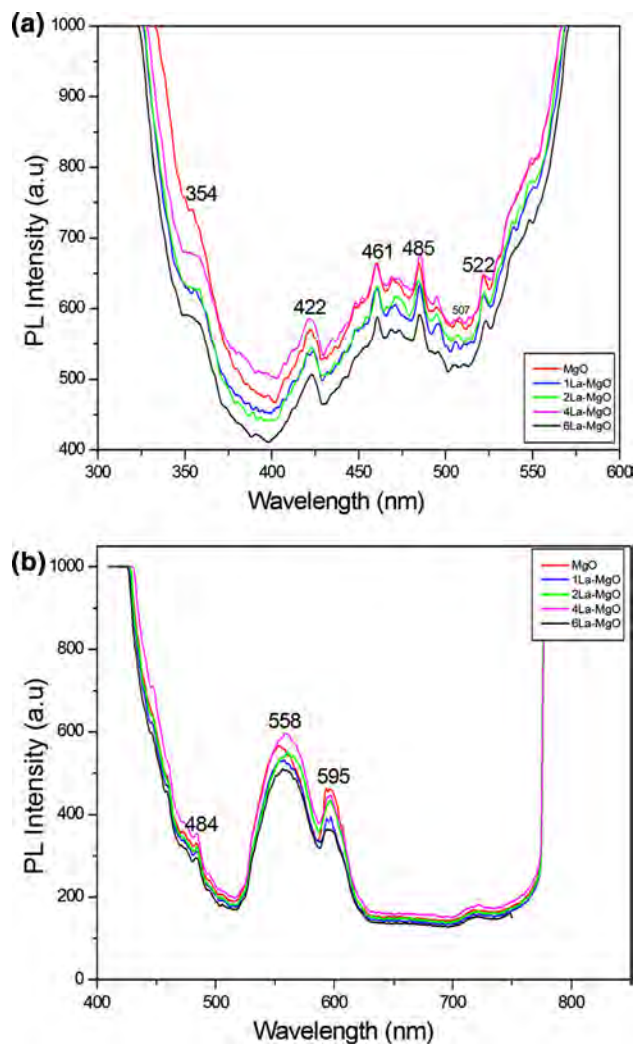 (a)
1000
900
800
700
600
500
400
PL Intensity (a.u)
354
422
461
485
507
522
MgO
1La-MgO
2La-MgO
4La-MgO
6La-MgO
300 350 400 450 500 550 600
Wavelength (nm)
(b)
1000
800
600
400
200
0
PL Intensity (a.u)
484
558
595
MgO
1La-MgO
2La-MgO
4La-MgO
6La-MgO
400 500 600 700 800
Wavelength (nm)